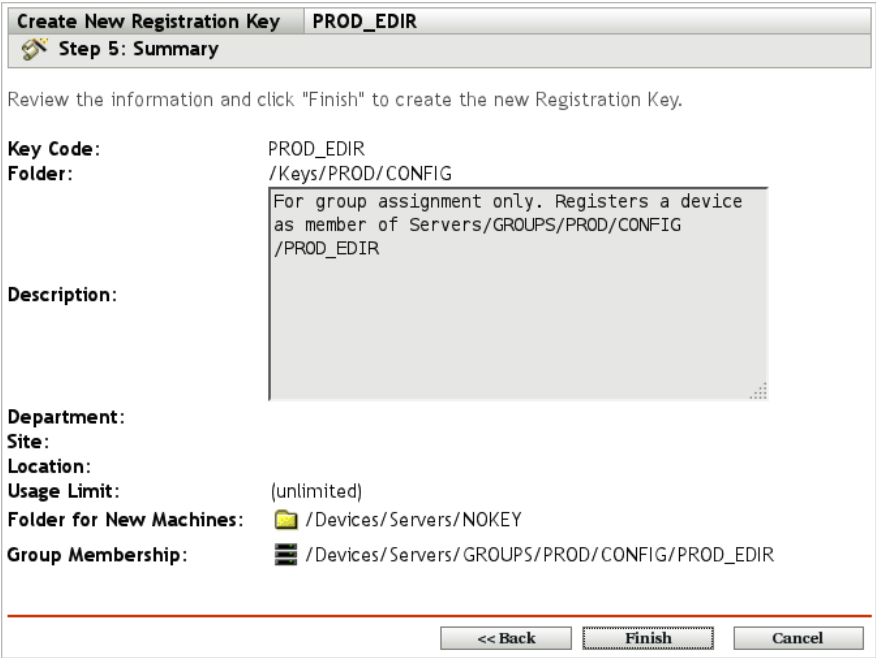 Create New Registration Key PROD_EDIR
Step 5: Summary
Review the information and click "Finish" to create the new Registration Key.
Key Code: PROD_EDIR
Folder: /Keys/PROD/CONFIG
For group assignment only. Registers a device
as member of Servers/GROUPS/PROD/CONFIG
/PROD_EDIR
Description:
Department:
Site:
Location:
Usage Limit: (unlimited)
Folder for New Machines: /Devices/Servers/NOKEY
Group Membership: /Devices/Servers/GROUPS/PROD/CONFIG/PROD_EDIR
<< Back Finish Cancel